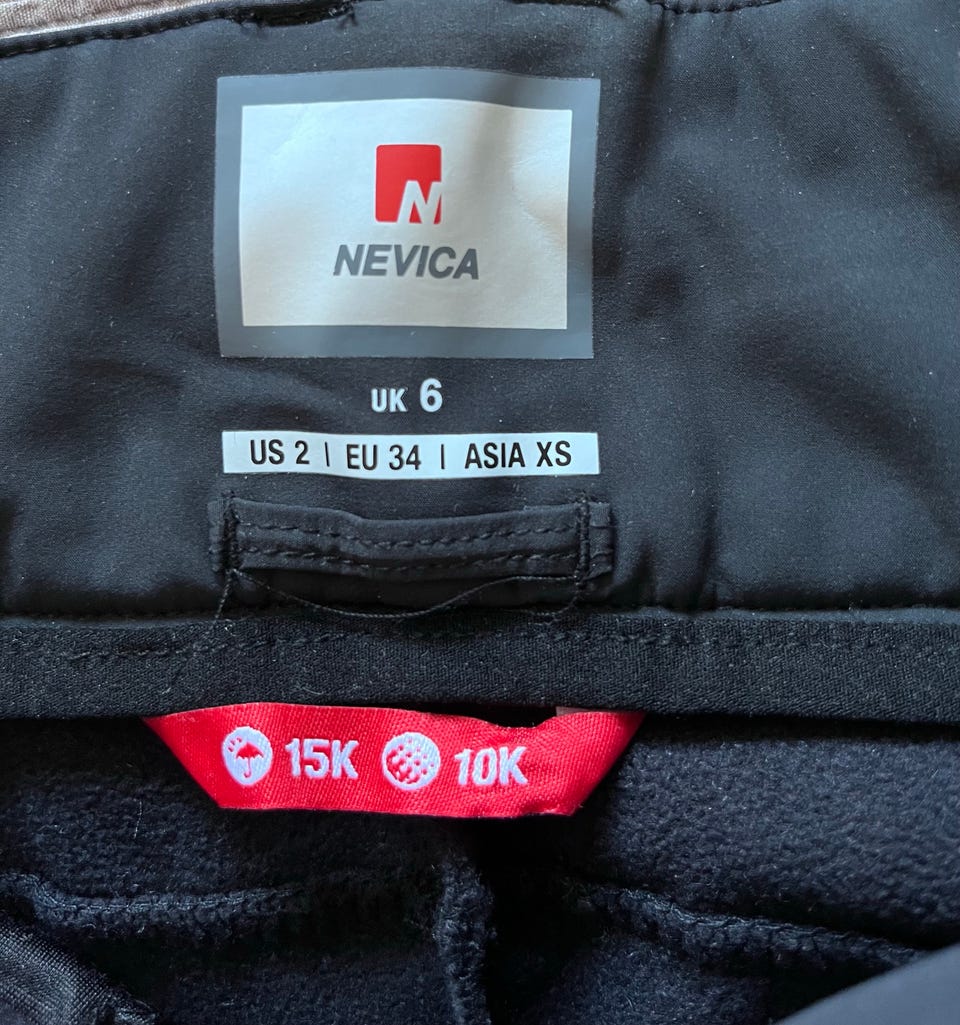 N
NEVICA
UK 6
US 2 | EU 34 | ASIA XS
15K 10K